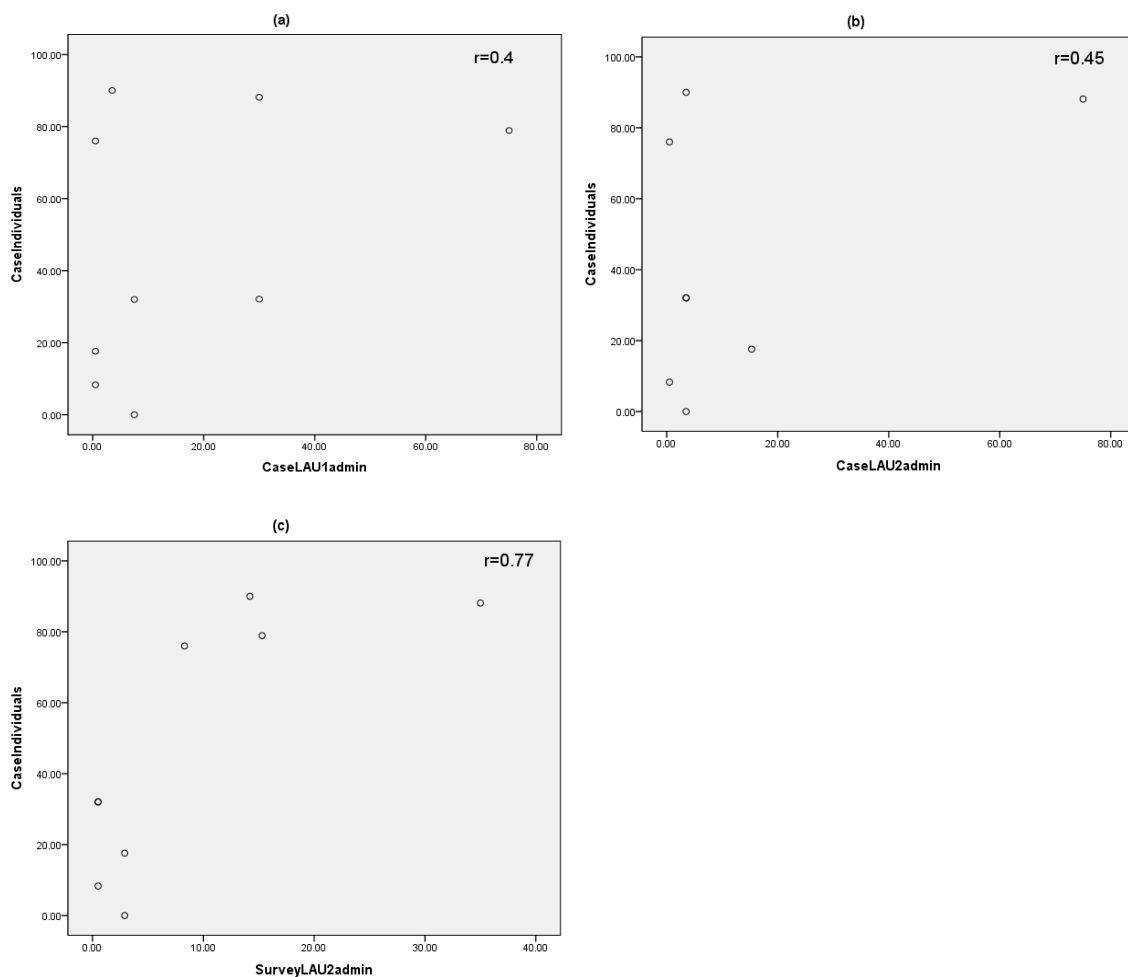 (a)
r=0.4
100.00
80.00
60.00
40.00
20.00
0.00
CaseIndividuals
0.00 20.00 40.00 60.00 80.00
CaseLAU1admin
(b)
r=0.45
100.00
80.00
60.00
40.00
20.00
0.00
CaseIndividuals
0.00 20.00 40.00 60.00 80.00
CaseLAU2admin
(c)
r=0.77
100.00
80.00
60.00
40.00
20.00
0.00
CaseIndividuals
0.00 10.00 20.00 30.00 40.00
SurveyLAU2admin